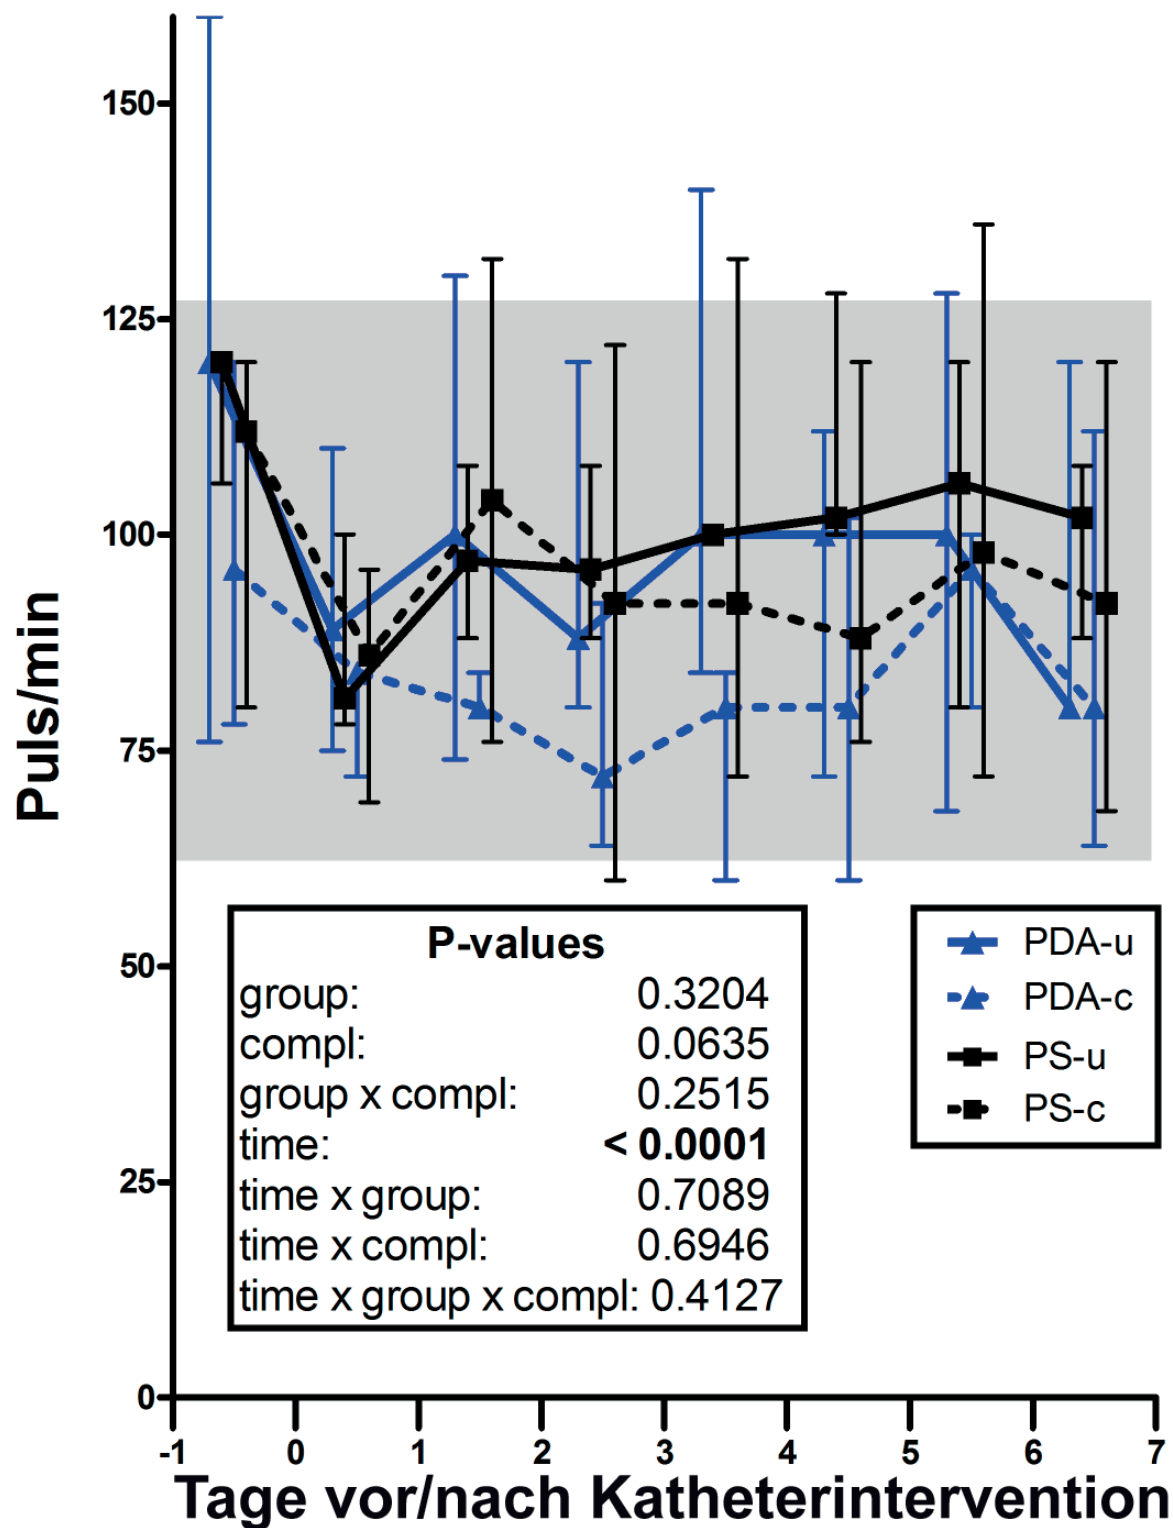 Puls/min
150
125
100
75
50
25
0
P-values
group: 0.3204
compl: 0.0635
group x compl: 0.2515
time: < 0.0001
time x group: 0.7089
time x compl: 0.6946
time x group x compl: 0.4127
PDA-u
PDA-c
PS-u
PS-c
-1 0 1 2 3 4 5 6 7
Tage vor/nach Katheterintervention